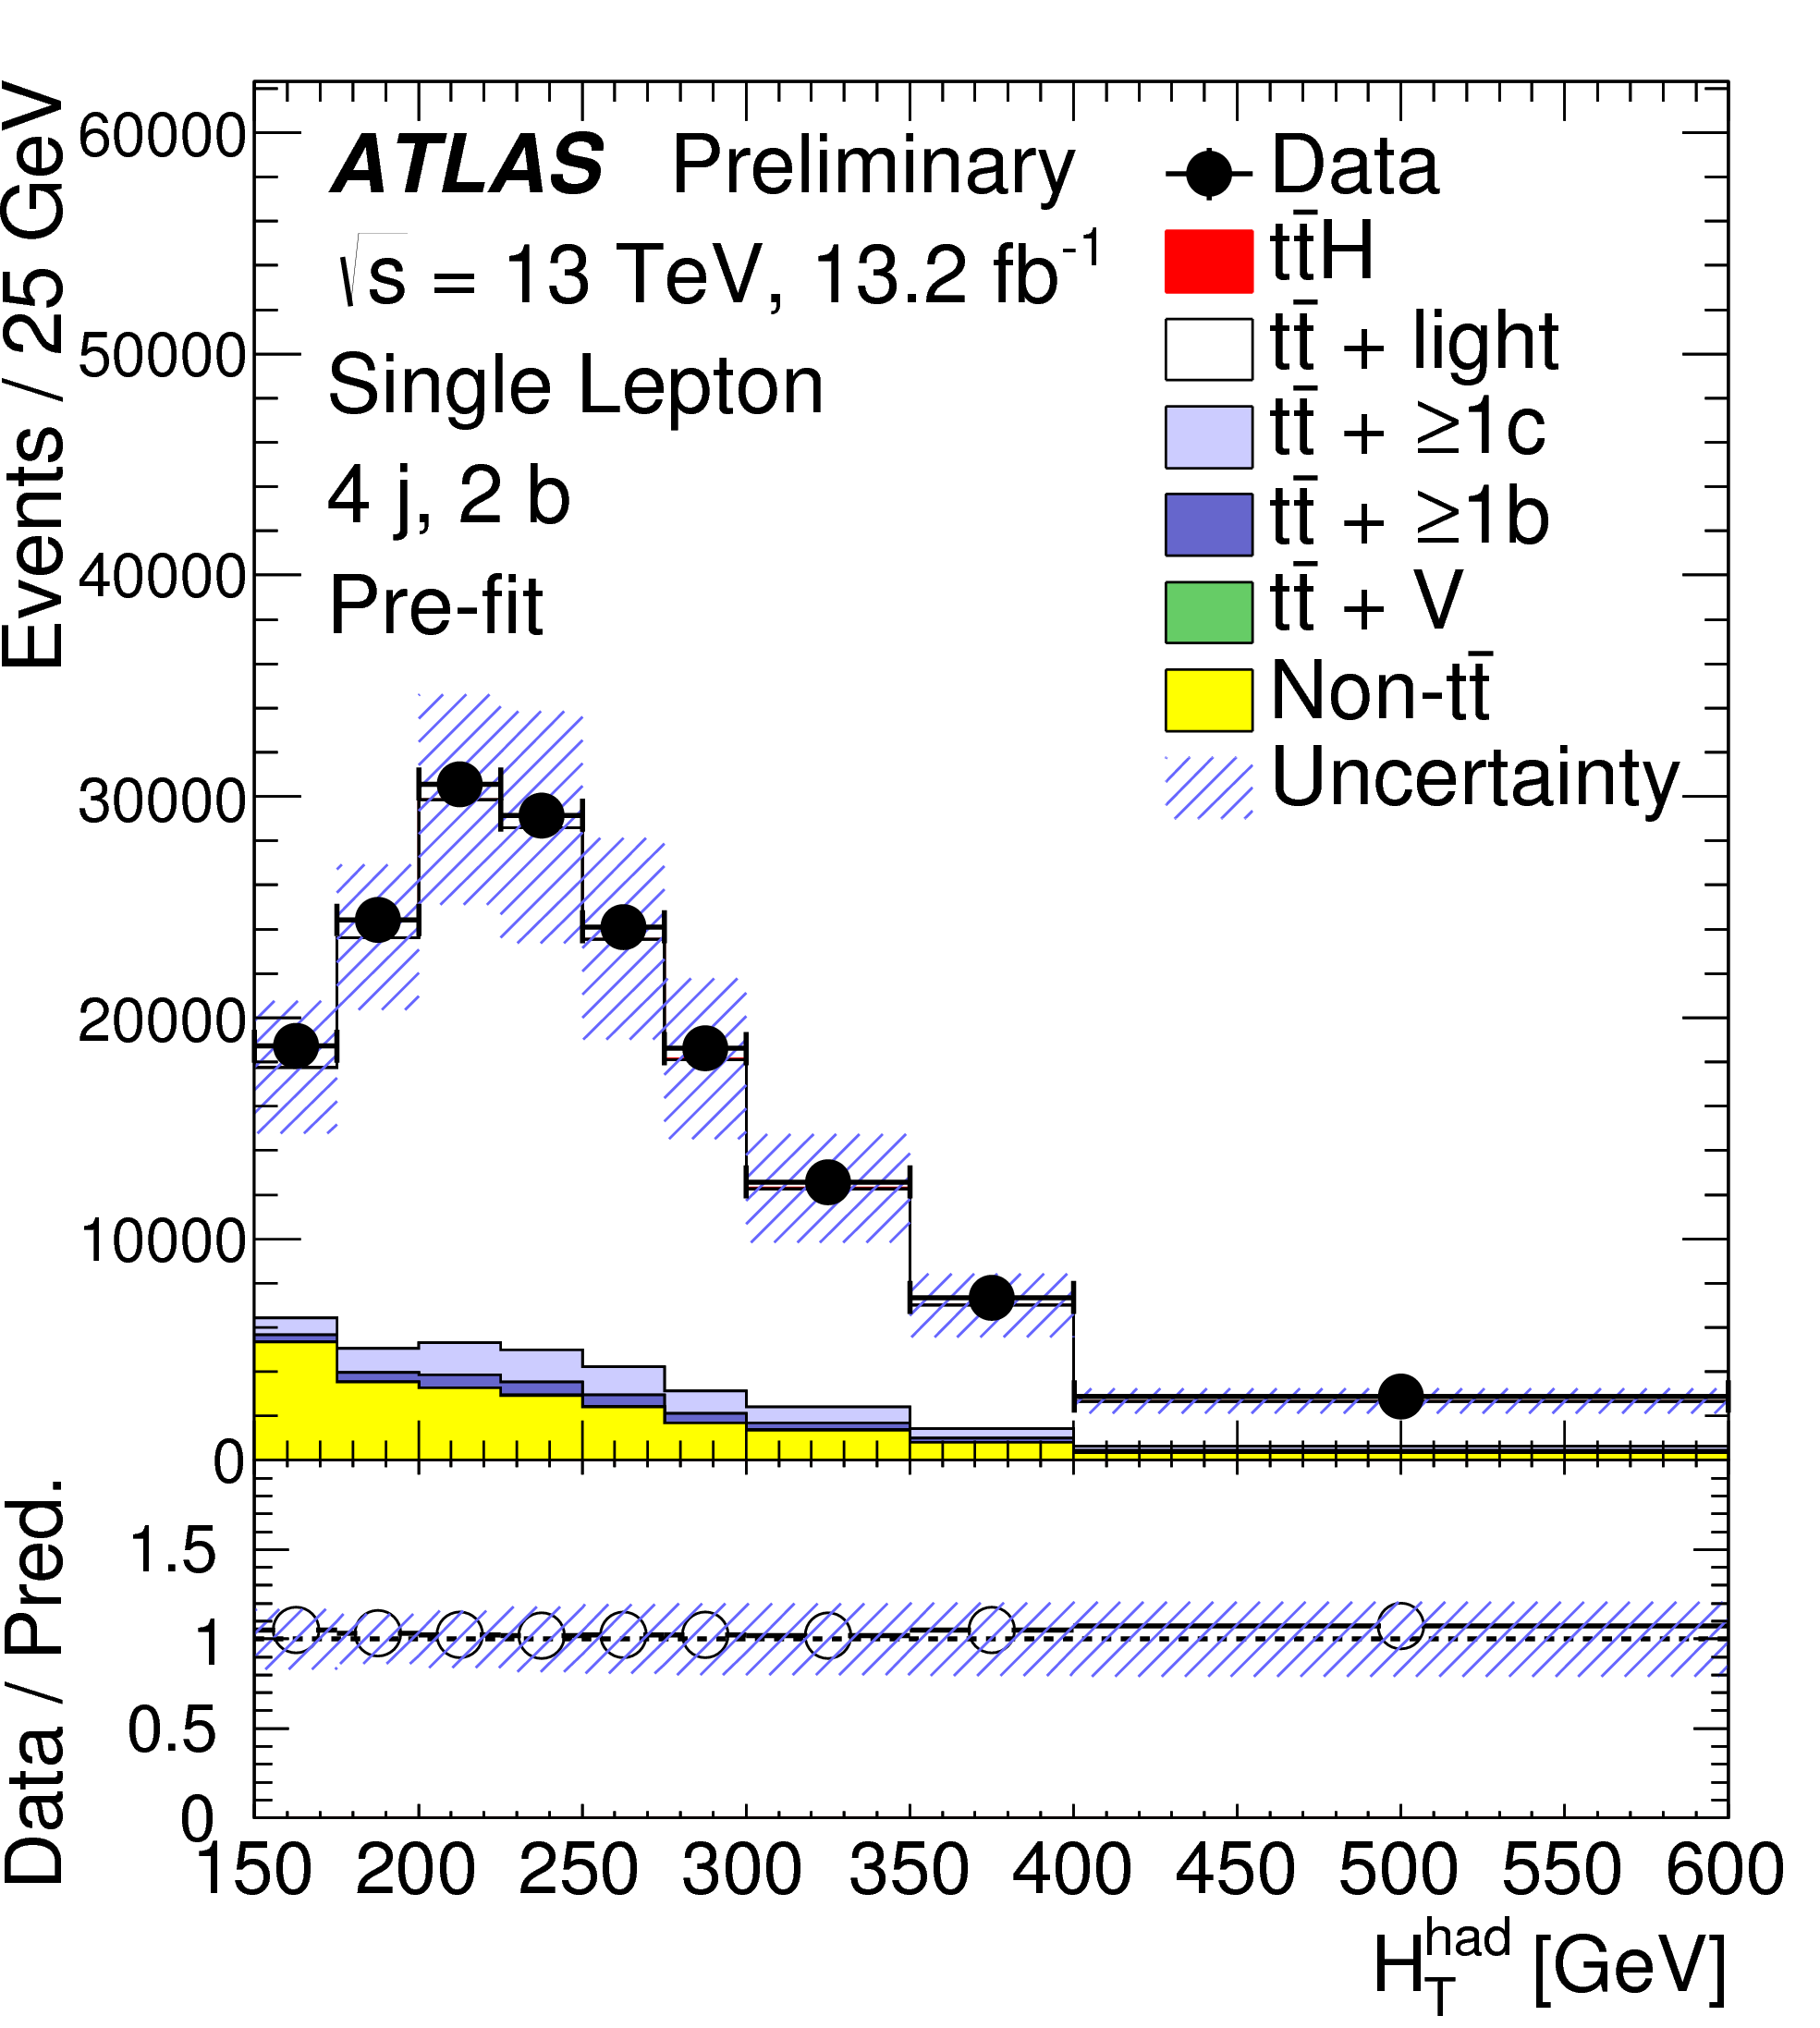 Events / 25 GeV
60000
50000
40000
30000
20000
10000
0
ATLAS Preliminary
√s = 13 TeV, 13.2 fb⁻¹
Single Lepton
4 j, 2 b
Pre-fit
Data
tt̄H
tt̄ + light
tt̄ + ≥1c
tt̄ + ≥1b
tt̄ + V
Non-tt̄
Uncertainty
Data / Pred.
1.5
1
0.5
0
150 200 250 300 350 400 450 500 550 600
H_T^had [GeV]